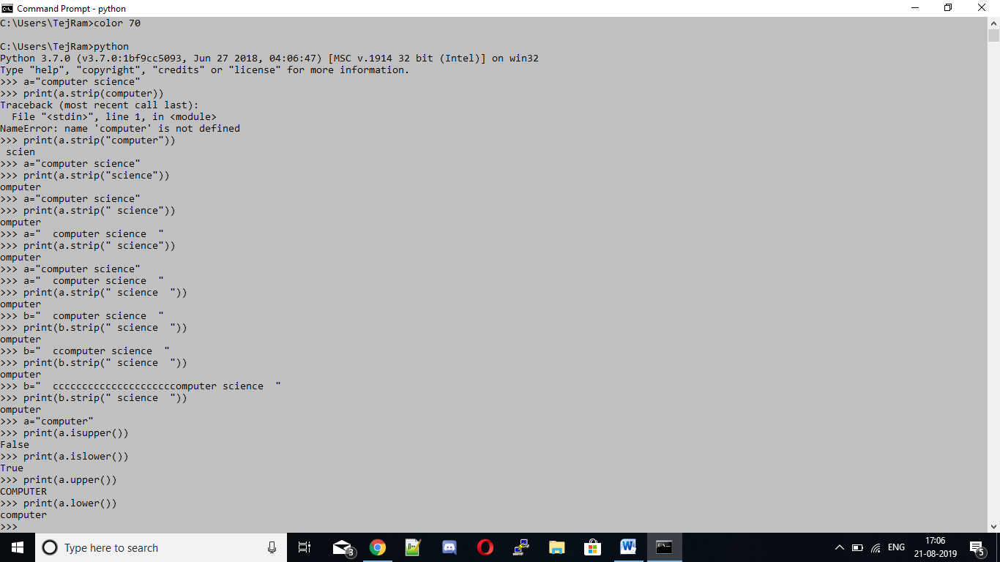 Command Prompt - python
C:\Users\TejRam>color 70
C:\Users\TejRam>python
Python 3.7.0 (v3.7.0:1bf9cc5093, Jun 27 2018, 04:06:47) [MSC v.1914 32 bit (Intel)] on win32
Type "help", "copyright", "credits" or "license" for more information.
>>> a="computer science"
>>> print(a.strip(computer))
Traceback (most recent call last):
  File "<stdin>", line 1, in <module>
NameError: name 'computer' is not defined
>>> print(a.strip("computer"))
 scien
>>> a="computer science"
>>> print(a.strip("science"))
omputer
>>> a="computer science"
>>> print(a.strip(" science"))
omputer
>>> a="  computer science  "
>>> print(a.strip(" science"))
omputer
>>> a="computer science"
>>> a="  computer science  "
>>> print(a.strip(" science  "))
omputer
>>> b="  computer science  "
>>> print(b.strip(" science  "))
omputer
>>> b="  ccomputer science  "
>>> print(b.strip(" science  "))
omputer
>>> b="  cccccccccccccccccccccomputer science  "
>>> print(b.strip(" science  "))
omputer
>>> a="computer"
>>> print(a.isupper())
False
>>> print(a.islower())
True
>>> print(a.upper())
COMPUTER
>>> print(a.lower())
computer
>>>
Type here to search
3
W
ENG
17:06
21-08-2019
5